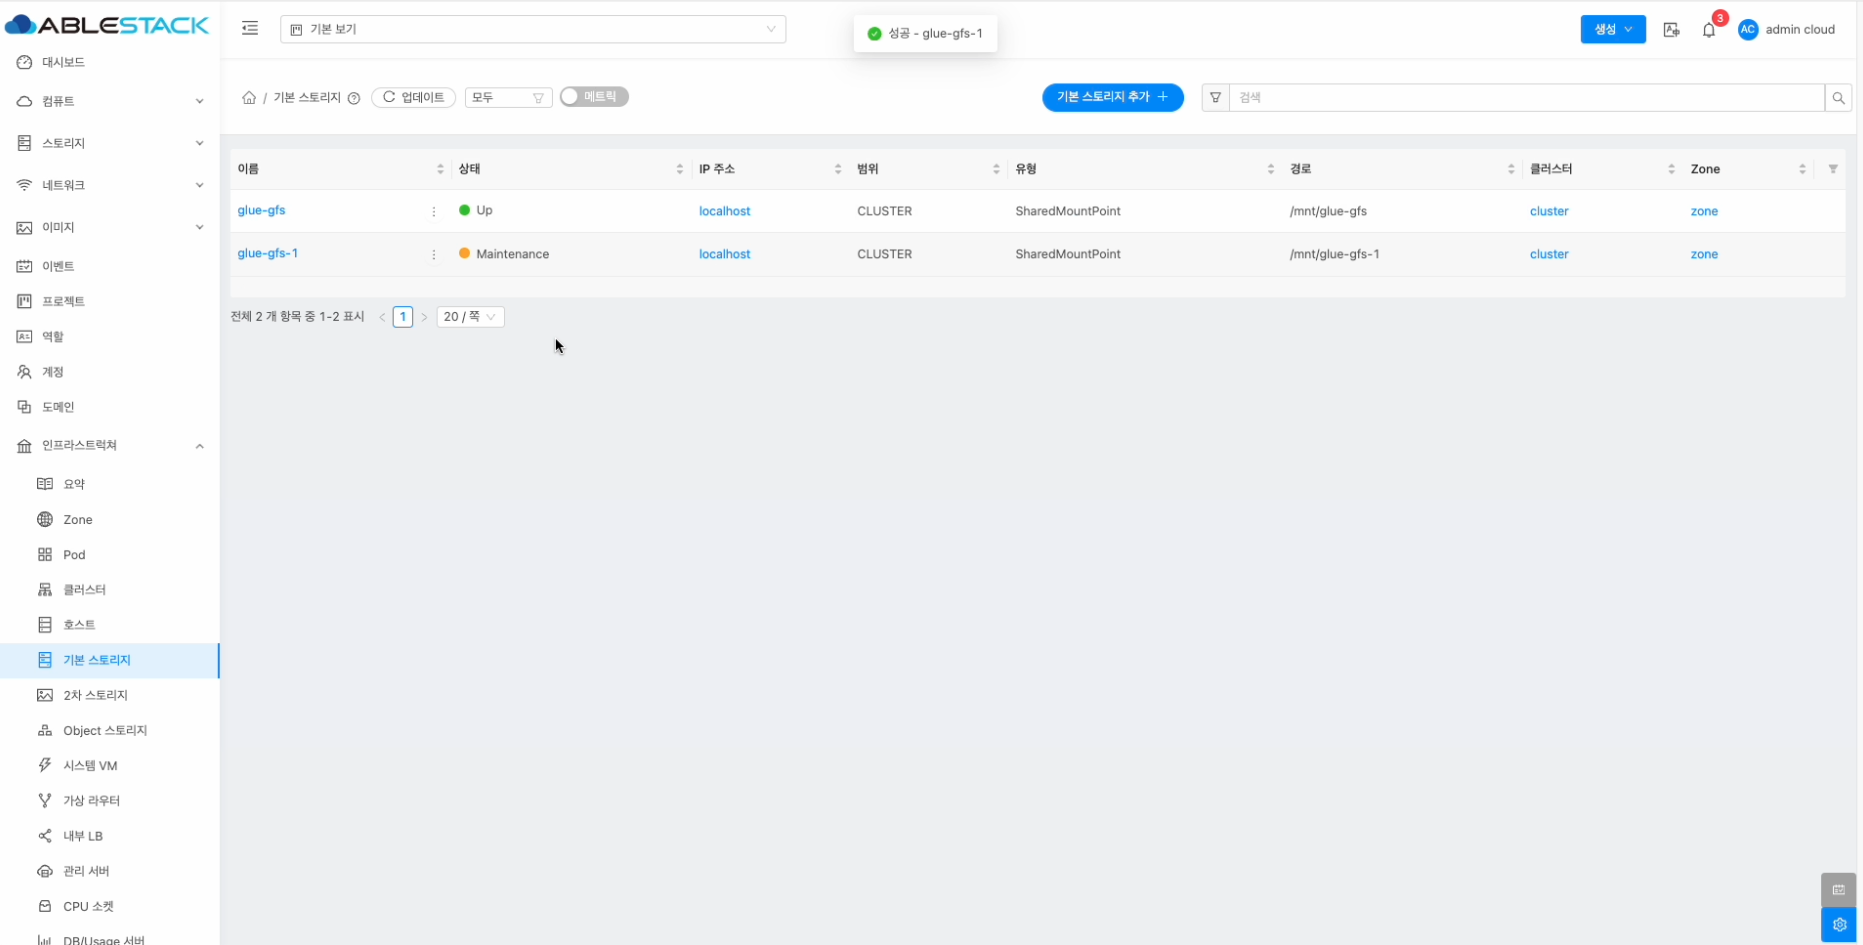 ABLESTACK
기본 보기
성공 - glue-gfs-1
생성
3
AC
admin cloud
대시보드
컴퓨트
스토리지
네트워크
이미지
이벤트
프로젝트
역할
계정
도메인
인프라스트럭쳐
요약
Zone
Pod
클러스터
호스트
기본 스토리지
2차 스토리지
Object 스토리지
시스템 VM
가상 라우터
내부 LB
관리 서버
CPU 소켓
DB/Usage 서버
/ 기본 스토리지
업데이트
모두
메트릭
기본 스토리지 추가 +
검색
이름 상태 IP 주소 범위 유형 경로 클러스터 Zone
glue-gfs Up localhost CLUSTER SharedMountPoint /mnt/glue-gfs cluster zone
glue-gfs-1 Maintenance localhost CLUSTER SharedMountPoint /mnt/glue-gfs-1 cluster zone
전체 2 개 항목 중 1-2 표시 < 1 > 20 / 쪽